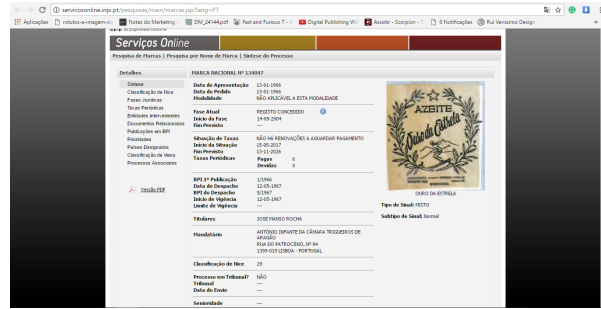 servicosonline.inpi.pt/pesquisas/main/marcas.jsp?lang=PT
Aplicações
rotulos-a-imagem-d
Notas do Marketing
DM_24144.pdf
Fast and Furious 7 - V
Digital Publishing Wit
Assistir - Scorpion - T
0 Notificações
Rui Verissimo Design
Serviços Online
Pesquisa de Marcas | Pesquisa por Nome de Marca | Síntese do Processo
Detalhes
Síntese
Classificação de Nice
Fases Jurídicas
Taxas Periódicas
Entidades Intervenientes
Documentos Relacionados
Publicações em BPI
Prioridades
Países Designados
Classificação de Viena
Processos Associados
Versão PDF
MARCA NACIONAL Nº 134047
Data de Apresentação 13-01-1966
Data do Pedido 13-01-1966
Modalidade NÃO APLICÁVEL A ESTA MODALIDADE
Fase Atual REGISTO CONCEDIDO
Início da Fase 14-09-2004
Fim Previsto ---
Situação de Taxas NÃO HÁ RENOVAÇÕES A AGUARDAR PAGAMENTO
Início da Situação 15-05-2017
Fim Previsto 13-11-2026
Taxas Periódicas Pagas 6
Devidas 0
BPI 1ª Publicação 1/1966
Data do Despacho 12-05-1967
BPI do Despacho 5/1967
Início de Vigência 12-05-1967
Limite de Vigência ---
Titulares JOSÉ MANSO ROCHA
Mandatário ANTÓNIO INFANTE DA CÂMARA TRIGUEIROS DE
ARAGÃO
RUA DO PATROCÍNIO, Nº 94
1399-019 LISBOA - PORTUGAL
Classificação de Nice 29
Processo em Tribunal? NÃO
Tribunal ---
Data do Envio ---
Senioridade ---
AZEITE
Ouro da Estrela
OURO DA ESTRELA
Tipo de Sinal: MISTO
Subtipo de Sinal: Normal